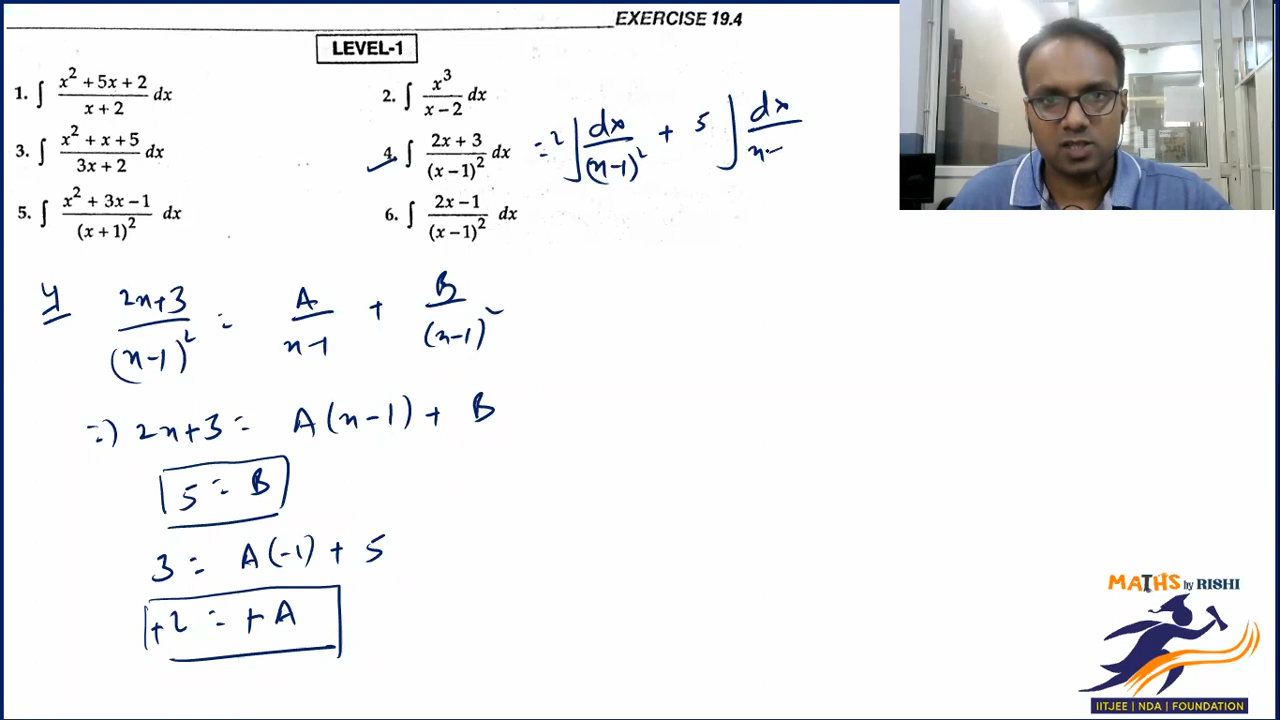 EXERCISE 19.4
LEVEL-1
1. ∫ (x² + 5x + 2)/(x + 2) dx
2. ∫ x³/(x − 2) dx
3. ∫ (x² + x + 5)/(3x + 2) dx
4. ∫ (2x + 3)/(x − 1)² dx = 2∫ dx/(x−1)² + 5 ∫ dx/x−
5. ∫ (x² + 3x − 1)/(x + 1)² dx
6. ∫ (2x − 1)/(x − 1)² dx
4 (2x+3)/(x−1)² = A/(x−1) + B/(x−1)²
=) 2x+3 = A(x−1) + B
5 = B
3 = A(−1) + 5
+2 = +A
MATHS by RISHI
IITJEE | NDA | FOUNDATION